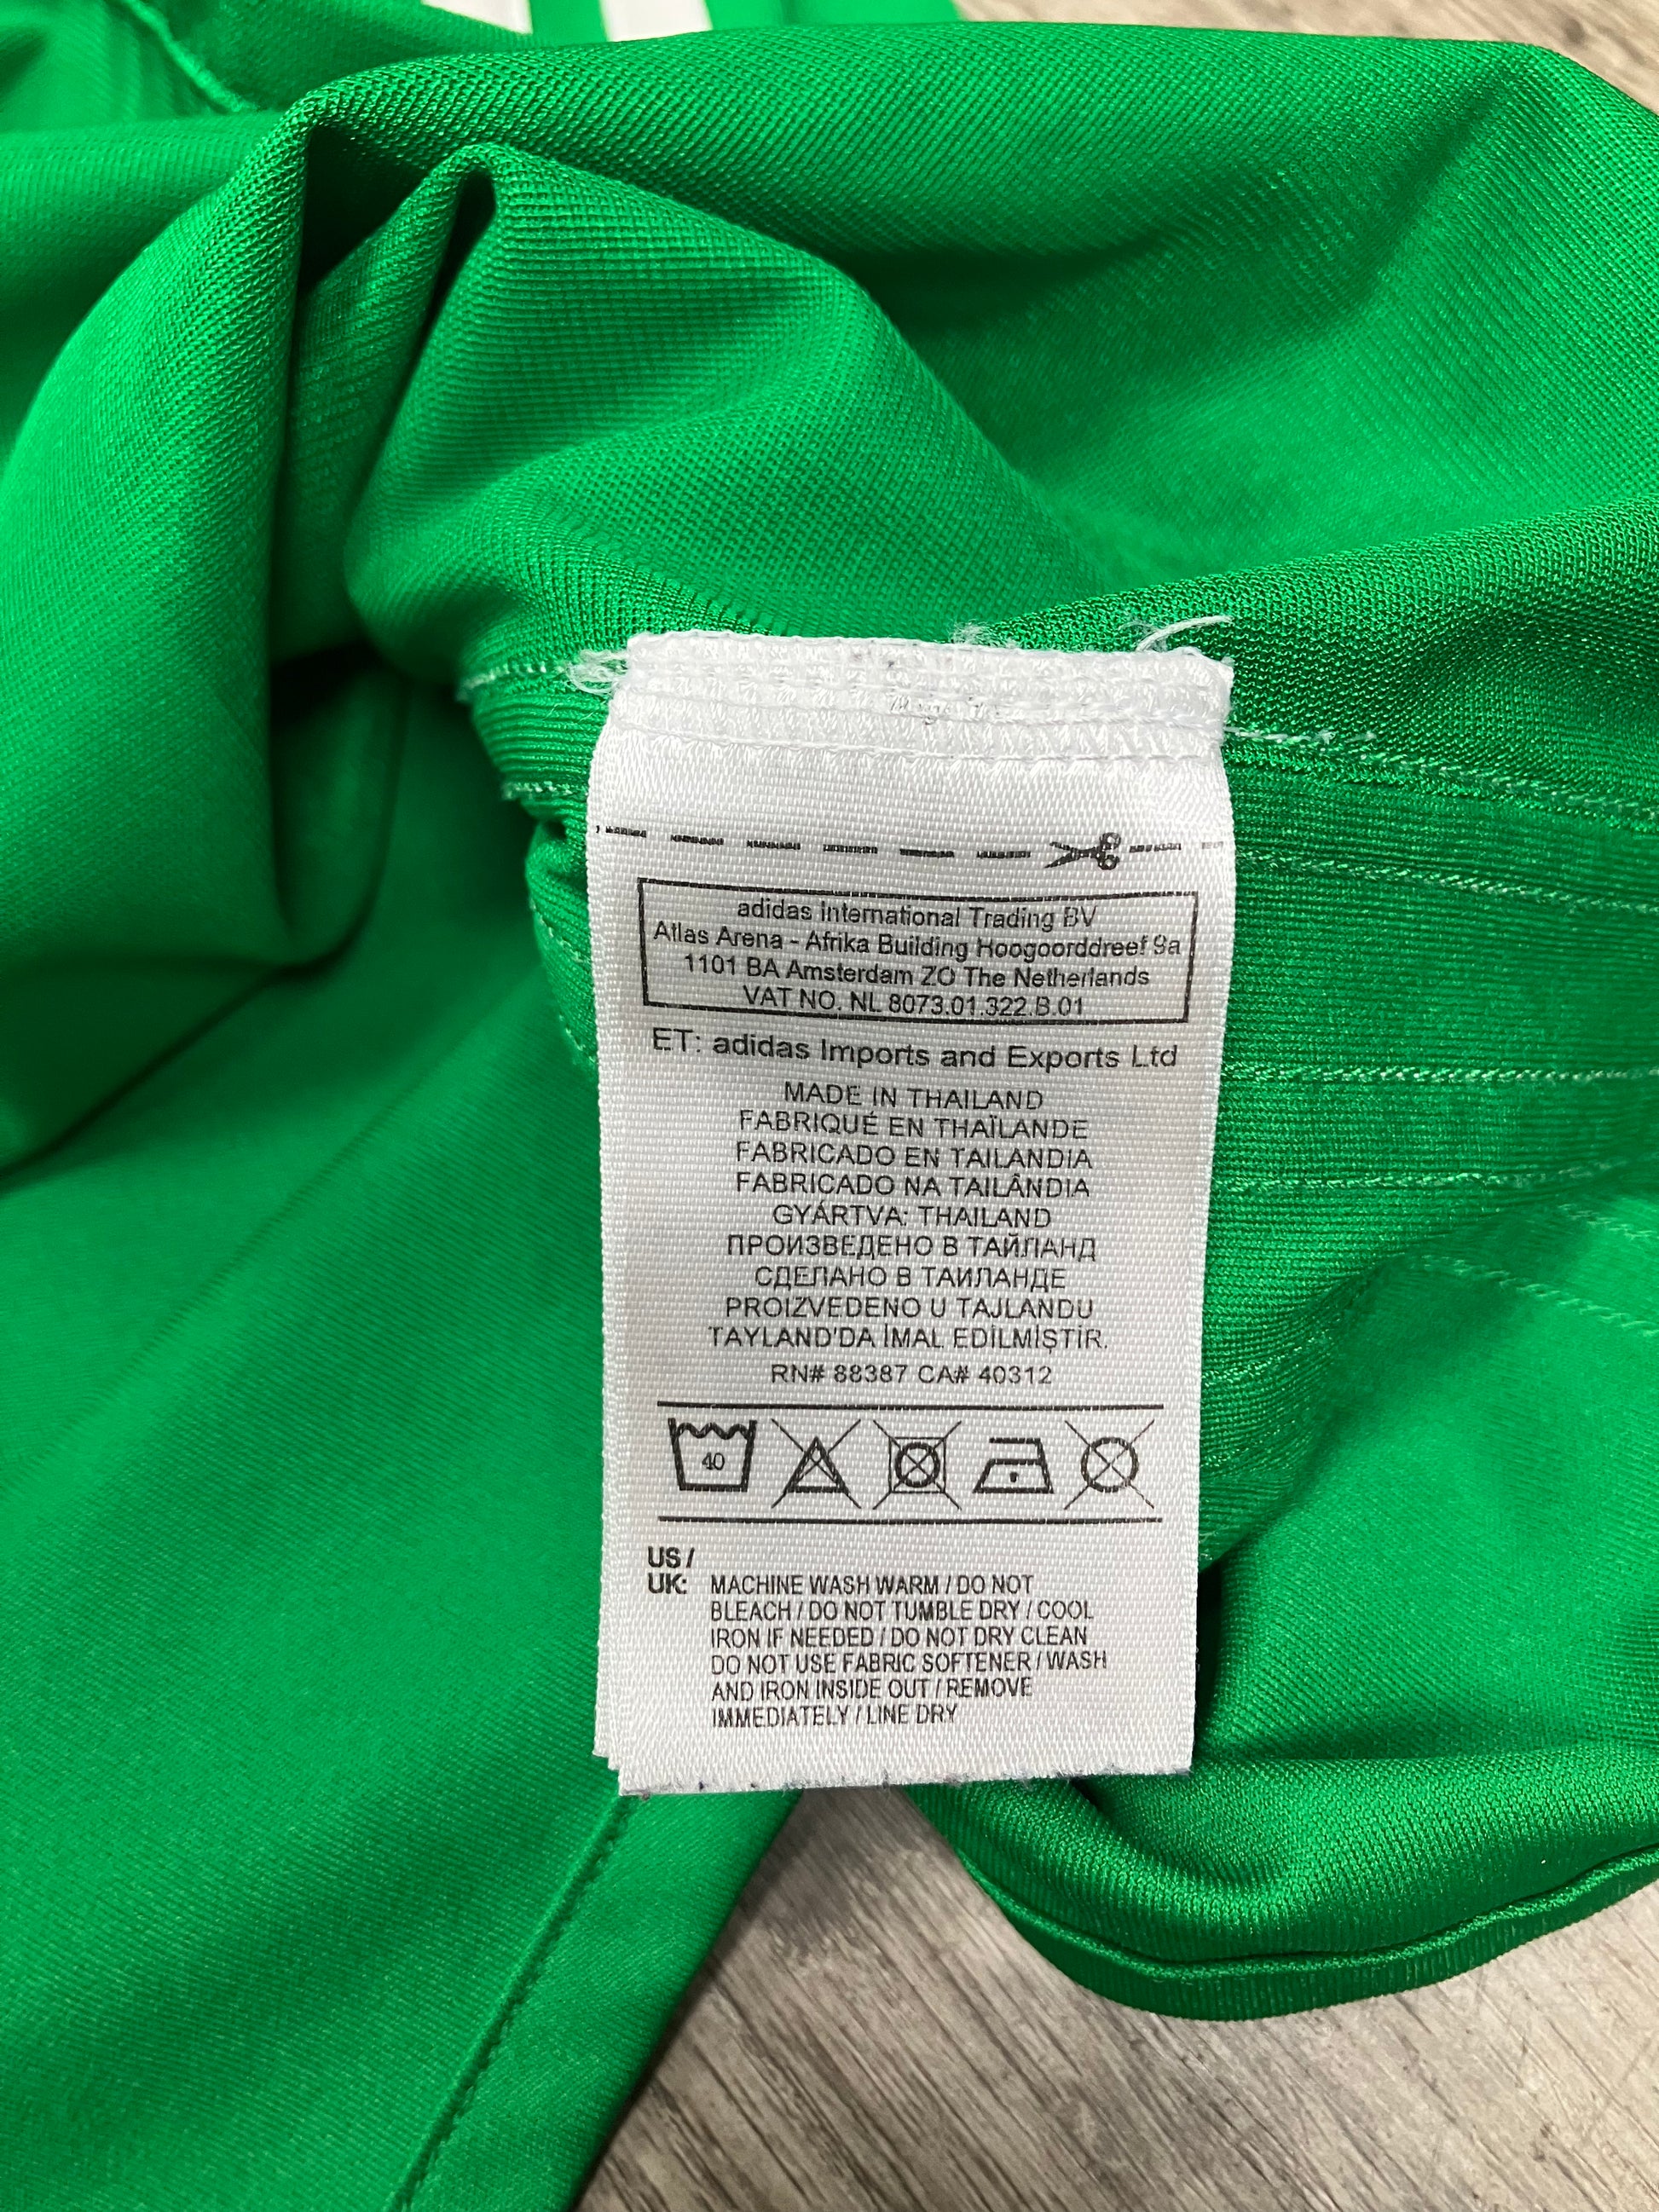 adidas International Trading BV
Atlas Arena - Afrika Building Hoogoorddreef 9a
1101 BA Amsterdam ZO The Netherlands
VAT NO. NL 8073.01.322.B.01
ET: adidas Imports and Exports Ltd
MADE IN THAILAND
FABRIQUÉ EN THAÏLANDE
FABRICADO EN TAILANDIA
FABRICADO NA TAILÂNDIA
GYÁRTVA: THAILAND
ПРОИЗВЕДЕНО В ТАЙЛАНД
СДЕЛАНО В ТАИЛАНДЕ
PROIZVEDENO U TAJLANDU
TAYLAND'DA İMAL EDİLMİŞTİR.
RN# 88387 CA# 40312
40
US /
UK: MACHINE WASH WARM / DO NOT
BLEACH / DO NOT TUMBLE DRY / COOL
IRON IF NEEDED / DO NOT DRY CLEAN
DO NOT USE FABRIC SOFTENER / WASH
AND IRON INSIDE OUT / REMOVE
IMMEDIATELY / LINE DRY